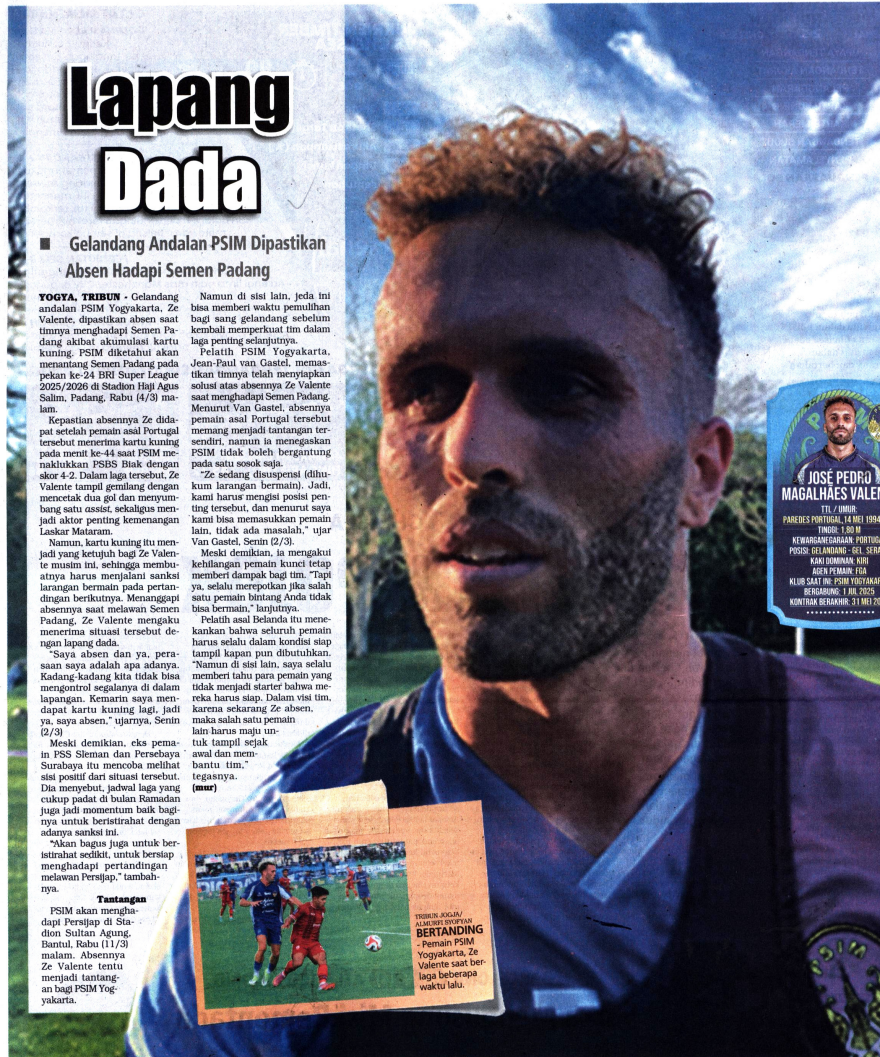 Lapang
Dada
■ Gelandang Andalan PSIM Dipastikan
Absen Hadapi Semen Padang
YOGYA, TRIBUN - Gelandang
andalan PSIM Yogyakarta, Ze
Valente, dipastikan absen saat
timnya menghadapi Semen Pa-
dang akibat akumulasi kartu
kuning. PSIM diketahui akan
menantang Semen Padang pada
pekan ke-24 BRI Super League
2025/2026 di Stadion Haji Agus
Salim, Padang, Rabu (4/3) ma-
lam.
Kepastian absennya Ze dida-
pat setelah pemain asal Portugal
tersebut menerima kartu kuning
pada menit ke-44 saat PSIM me-
naklukkan PSBS Biak dengan
skor 4-2. Dalam laga tersebut, Ze
Valente tampil gemilang dengan
mencetak dua gol dan menyum-
bang satu assist, sekaligus men-
jadi aktor penting kemenangan
Laskar Mataram.
Namun, kartu kuning itu men-
jadi yang ketujuh bagi Ze Valen-
te musim ini, sehingga membu-
atnya harus menjalani sanksi
larangan bermain pada pertan-
dingan berikutnya. Menanggapi
absennya saat melawan Semen
Padang, Ze Valente mengaku
menerima situasi tersebut de-
ngan lapang dada.
"Saya absen dan ya, pera-
saan saya adalah apa adanya.
Kadang-kadang kita tidak bisa
mengontrol segalanya di dalam
lapangan. Kemarin saya men-
dapat kartu kuning lagi, jadi
ya, saya absen," ujarnya, Senin
(2/3)
Meski demikian, eks pema-
in PSS Sleman dan Persebaya
Surabaya itu mencoba melihat
sisi positif dari situasi tersebut.
Dia menyebut, jadwal laga yang
cukup padat di bulan Ramadan
juga jadi momentum baik bagi-
nya untuk beristirahat dengan
adanya sanksi ini.
"Akan bagus juga untuk ber-
istirahat sedikit, untuk bersiap
menghadapi pertandingan
melawan Persijap," tambah-
nya.
Tantangan
PSIM akan mengha-
dapi Persijap di Sta-
dion Sultan Agung,
Bantul, Rabu (11/3)
malam. Absennya
Ze Valente tentu
menjadi tantang-
an bagi PSIM Yog-
yakarta.
Namun di sisi lain, jeda ini
bisa memberi waktu pemulihan
bagi sang gelandang sebelum
kembali memperkuat tim dalam
laga penting selanjutnya.
Pelatih PSIM Yogyakarta,
Jean-Paul van Gastel, memas-
tikan timnya telah menyiapkan
solusi atas absennya Ze Valente
saat menghadapi Semen Padang.
Menurut Van Gastel, absennya
pemain asal Portugal tersebut
memang menjadi tantangan ter-
sendiri, namun ia menegaskan
PSIM tidak boleh bergantung
pada satu sosok saja.
"Ze sedang disuspensi (dihu-
kum larangan bermain). Jadi,
kami harus mengisi posisi pen-
ting tersebut, dan menurut saya
kami bisa memasukkan pemain
lain, tidak ada masalah," ujar
Van Gastel, Senin (2/3).
Meski demikian, ia mengakui
kehilangan pemain kunci tetap
memberi dampak bagi tim. "Tapi
ya, selalu merepotkan jika salah
satu pemain bintang Anda tidak
bisa bermain," lanjutnya.
Pelatih asal Belanda itu mene-
kankan bahwa seluruh pemain
harus selalu dalam kondisi siap
tampil kapan pun dibutuhkan.
"Namun di sisi lain, saya selalu
memberi tahu para pemain yang
tidak menjadi starter bahwa me-
reka harus siap. Dalam visi tim,
karena sekarang Ze absen,
maka salah satu pemain
lain harus maju un-
tuk tampil sejak
awal dan mem-
bantu tim,"
tegasnya.
(mur)
TRIBUN JOGJA/
ALMURFI SYOFYAN
BERTANDING
- Pemain PSIM
Yogyakarta, Ze
Valente saat ber-
laga beberapa
waktu lalu.
JOSÉ PEDRO
MAGALHÃES VALEN
TTL / UMUR:
PAREDES PORTUGAL, 14 MEI 1994
TINGGI: 1,80 M
KEWARGANEGARAAN: PORTUGA
POSISI: GELANDANG - GEL. SERA
KAKI DOMINAN: KIRI
AGEN PEMAIN: FGA
KLUB SAAT INI: PSIM YOGYAKAR
BERGABUNG: 1 JUL 2025
KONTRAK BERAKHIR: 31 MEI 20
PSIM